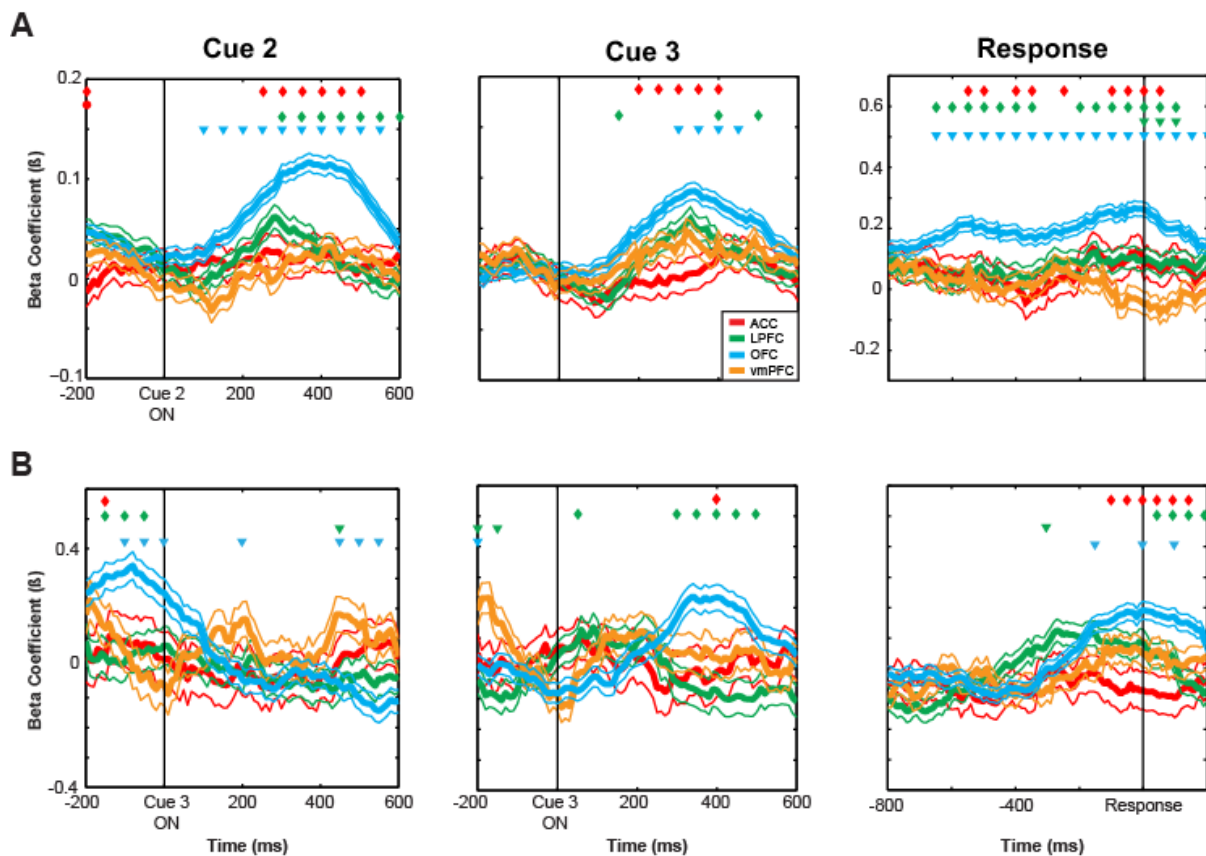 A
Cue 2
Cue 3
Response
Beta Coefficient (ß)
0.2
0.1
0
−0.1
-200
Cue 2
ON
200
400
600
ACC
LPFC
OFC
vmPFC
0.6
0.4
0.2
0
-0.2
B
Beta Coefficient (ß)
0.4
0
-0.4
-200
Cue 3
ON
200
400
600
Time (ms)
-200
Cue 3
ON
200
400
600
Time (ms)
-800
-400
Response
Time (ms)